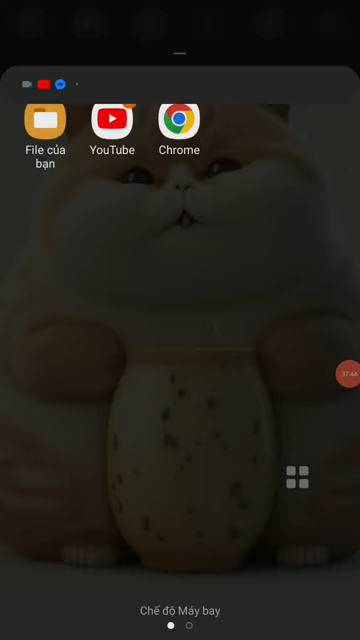 File của
bạn
YouTube
Chrome
37:44
Chế độ Máy bay